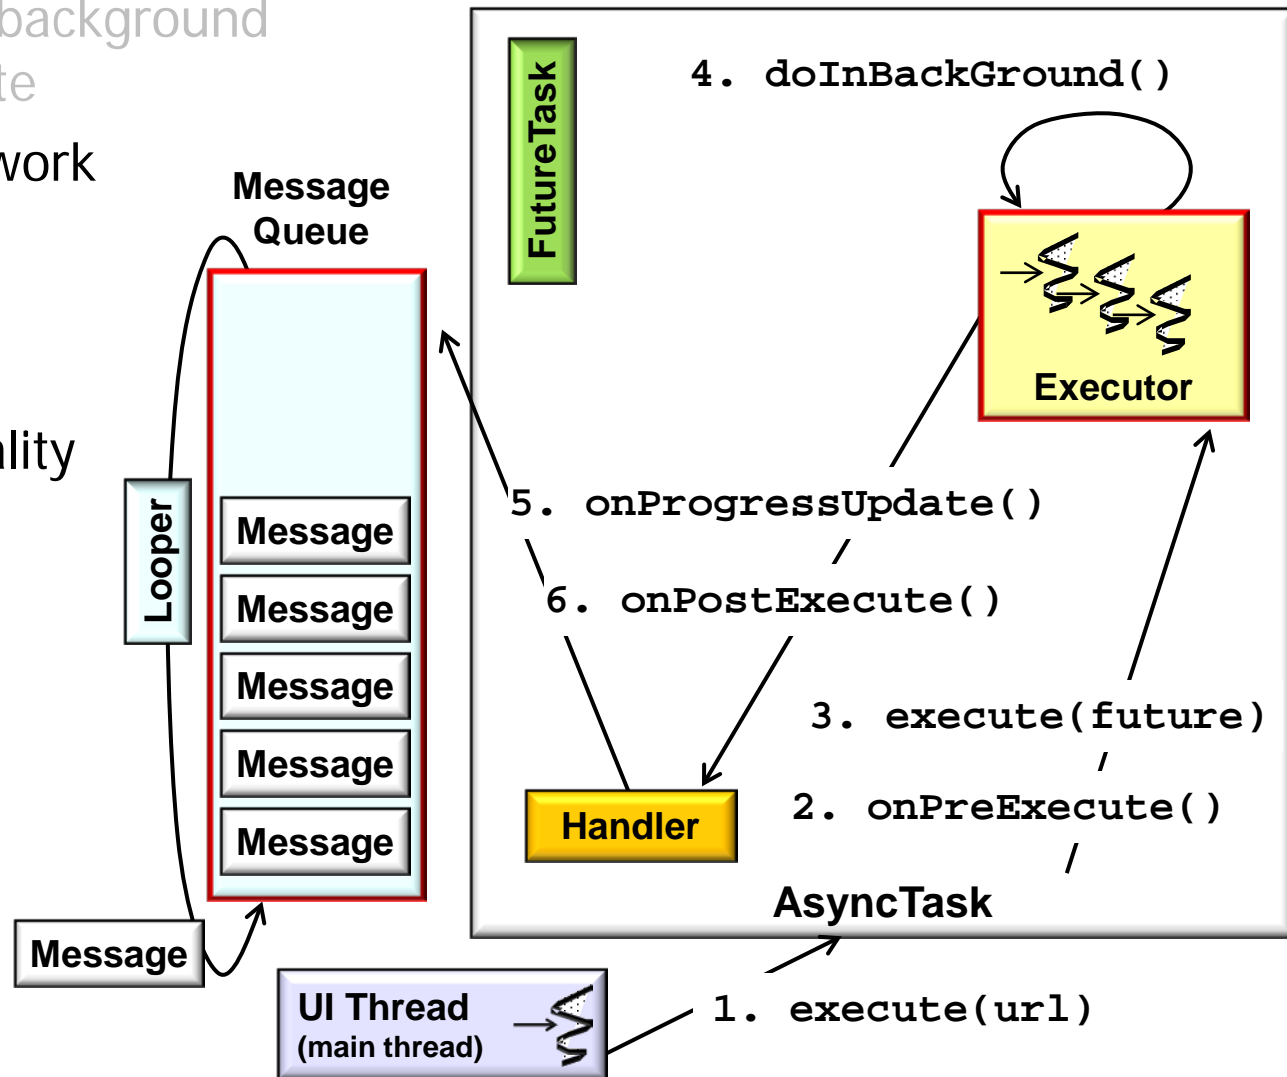 background
te
work
ality
Message
Queue
FutureTask
4. doInBackGround()
Executor
Looper
Message
Message
Message
Message
Message
Message
5. onProgressUpdate()
6. onPostExecute()
3. execute(future)
2. onPreExecute()
Handler
AsyncTask
UI Thread
(main thread)
1. execute(url)